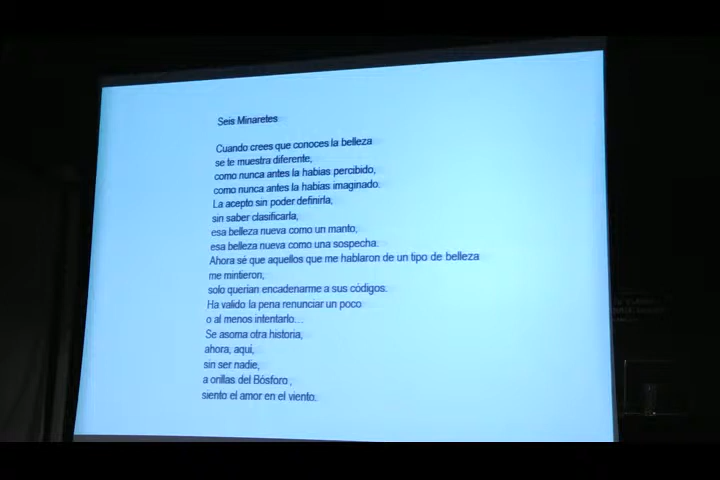 Seis Minaretes
Cuando crees que conoces la belleza
se te muestra diferente,
como nunca antes la habias percibido,
como nunca antes la habias imaginado.
La acepto sin poder definirla,
sin saber clasificarla,
esa belleza nueva como un manto,
esa belleza nueva como una sospecha.
Ahora sé que aquellos que me hablaron de un tipo de belleza
me mintieron,
solo querian encadenarme a sus códigos.
Ha valido la pena renunciar un poco
o al menos intentarlo...
Se asoma otra historia,
ahora, aquí,
sin ser nadie,
a orillas del Bósforo,
siento el amor en el viento.